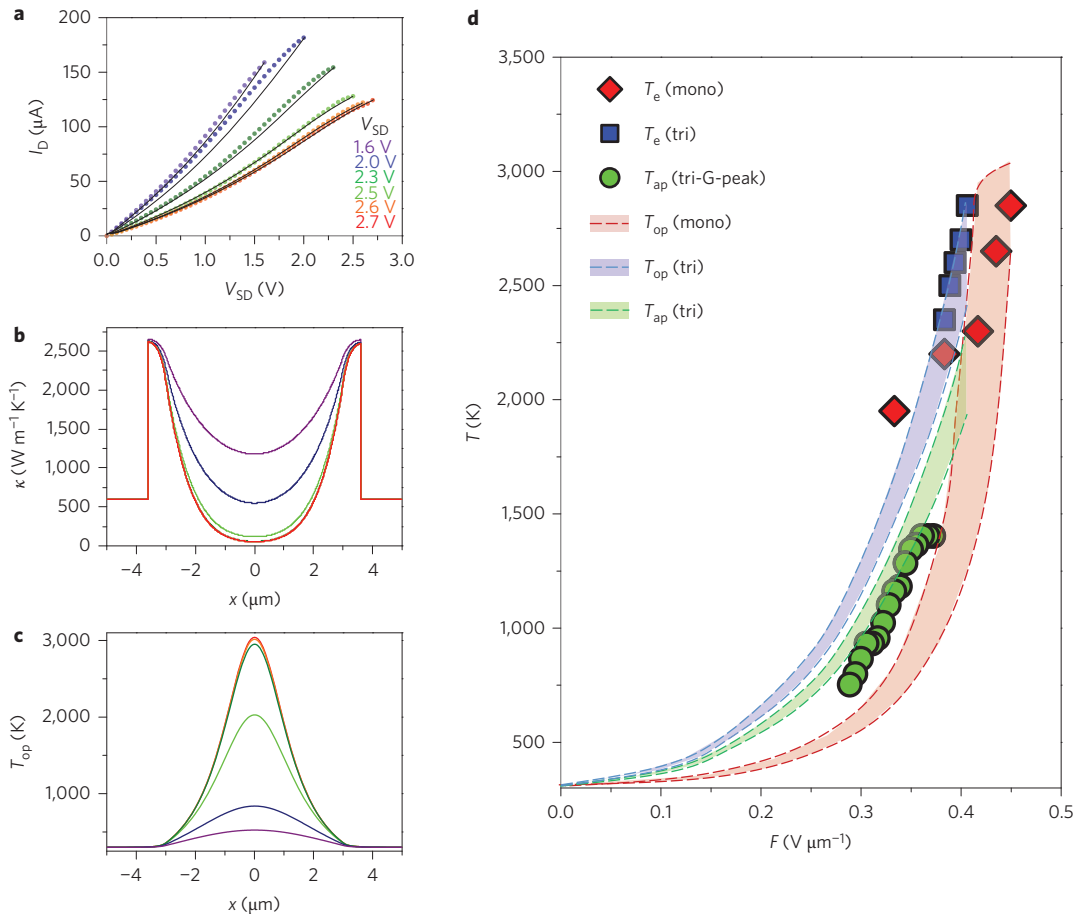 a
200
150
100
50
0
I_D (μA)
V_SD
1.6 V
2.0 V
2.3 V
2.5 V
2.6 V
2.7 V
0.0 0.5 1.0 1.5 2.0 2.5 3.0
V_SD (V)
b
2,500
2,000
1,500
1,000
500
0
κ (W m⁻¹ K⁻¹)
−4 −2 0 2 4
x (μm)
c
3,000
2,000
1,000
T_op (K)
−4 −2 0 2 4
x (μm)
d
3,500
3,000
2,500
2,000
1,500
1,000
500
T (K)
T_e (mono)
T_e (tri)
T_ap (tri-G-peak)
T_op (mono)
T_op (tri)
T_ap (tri)
0.0 0.1 0.2 0.3 0.4 0.5
F (V μm⁻¹)